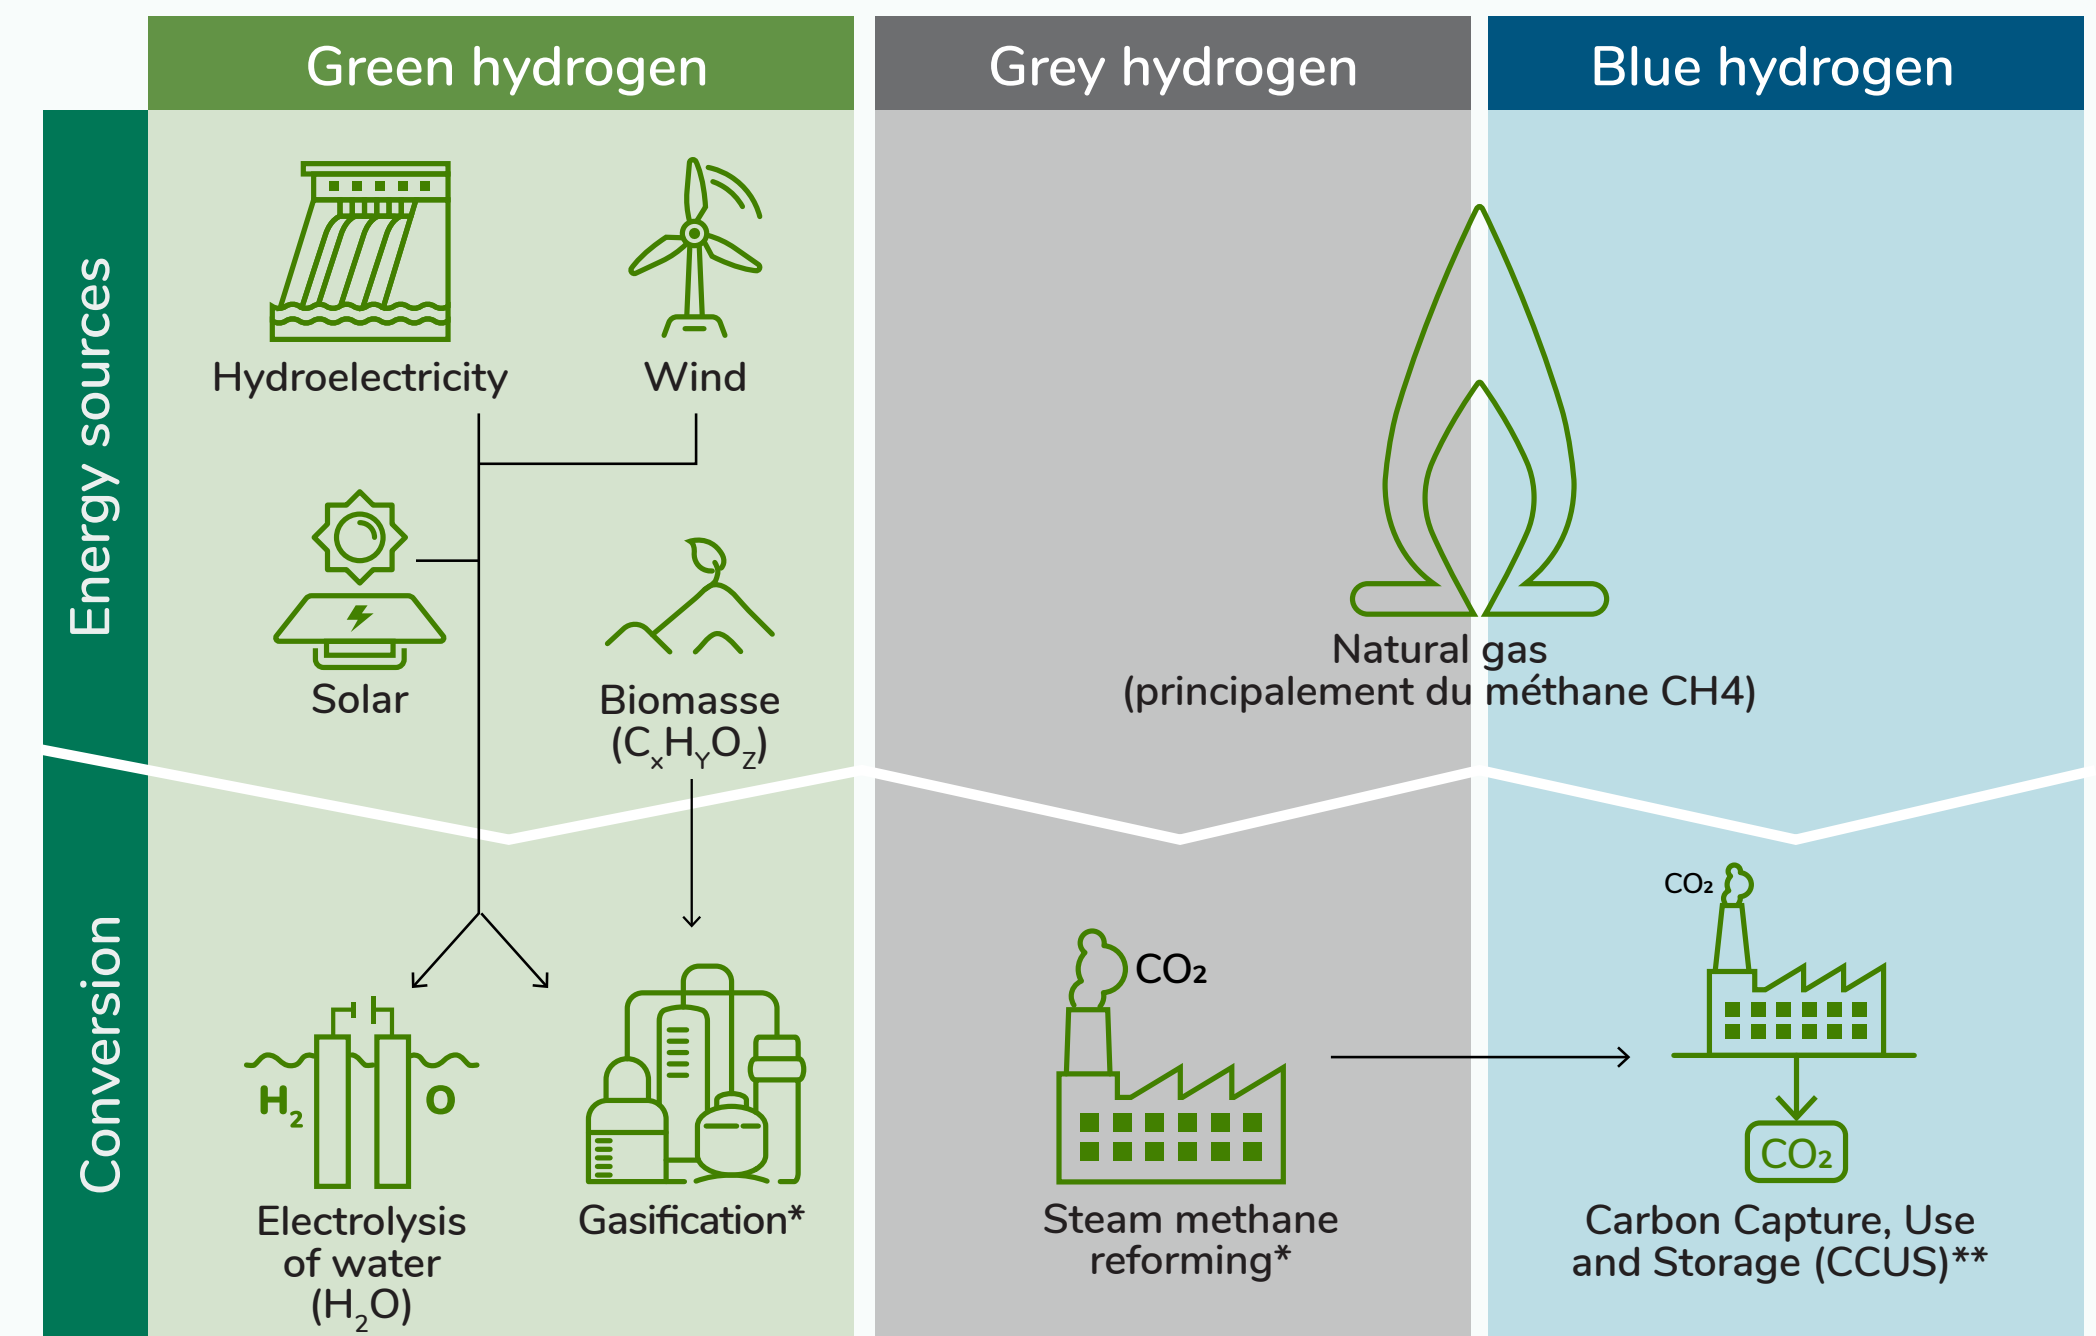 Green hydrogen
Grey hydrogen
Blue hydrogen
Energy sources
Hydroelectricity
Wind
Solar
Biomasse
(CxHYOZ)
Natural gas
(principalement du méthane CH4)
Conversion
H2
O
Electrolysis
of water
(H2O)
Gasification*
CO2
Steam methane
reforming*
CO2
CO2
Carbon Capture, Use
and Storage (CCUS)**